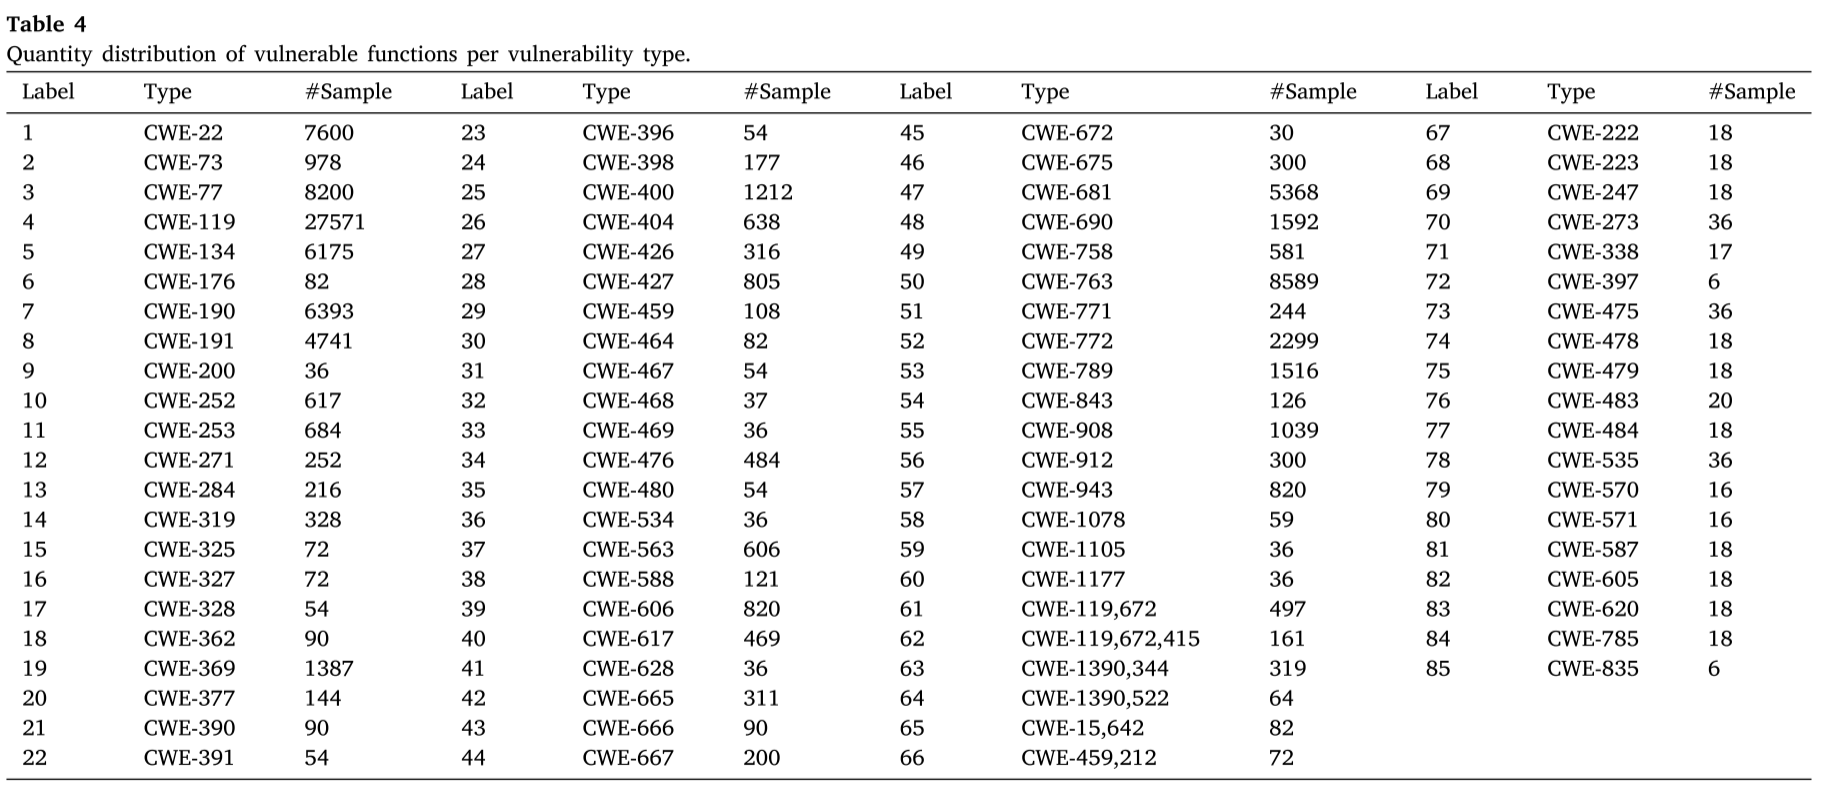 Table 4
Quantity distribution of vulnerable functions per vulnerability type.
Label Type #Sample Label Type #Sample Label Type #Sample Label Type #Sample
1 CWE-22 7600 23 CWE-396 54 45 CWE-672 30 67 CWE-222 18
2 CWE-73 978 24 CWE-398 177 46 CWE-675 300 68 CWE-223 18
3 CWE-77 8200 25 CWE-400 1212 47 CWE-681 5368 69 CWE-247 18
4 CWE-119 27571 26 CWE-404 638 48 CWE-690 1592 70 CWE-273 36
5 CWE-134 6175 27 CWE-426 316 49 CWE-758 581 71 CWE-338 17
6 CWE-176 82 28 CWE-427 805 50 CWE-763 8589 72 CWE-397 6
7 CWE-190 6393 29 CWE-459 108 51 CWE-771 244 73 CWE-475 36
8 CWE-191 4741 30 CWE-464 82 52 CWE-772 2299 74 CWE-478 18
9 CWE-200 36 31 CWE-467 54 53 CWE-789 1516 75 CWE-479 18
10 CWE-252 617 32 CWE-468 37 54 CWE-843 126 76 CWE-483 20
11 CWE-253 684 33 CWE-469 36 55 CWE-908 1039 77 CWE-484 18
12 CWE-271 252 34 CWE-476 484 56 CWE-912 300 78 CWE-535 36
13 CWE-284 216 35 CWE-480 54 57 CWE-943 820 79 CWE-570 16
14 CWE-319 328 36 CWE-534 36 58 CWE-1078 59 80 CWE-571 16
15 CWE-325 72 37 CWE-563 606 59 CWE-1105 36 81 CWE-587 18
16 CWE-327 72 38 CWE-588 121 60 CWE-1177 36 82 CWE-605 18
17 CWE-328 54 39 CWE-606 820 61 CWE-119,672 497 83 CWE-620 18
18 CWE-362 90 40 CWE-617 469 62 CWE-119,672,415 161 84 CWE-785 18
19 CWE-369 1387 41 CWE-628 36 63 CWE-1390,344 319 85 CWE-835 6
20 CWE-377 144 42 CWE-665 311 64 CWE-1390,522 64
21 CWE-390 90 43 CWE-666 90 65 CWE-15,642 82
22 CWE-391 54 44 CWE-667 200 66 CWE-459,212 72